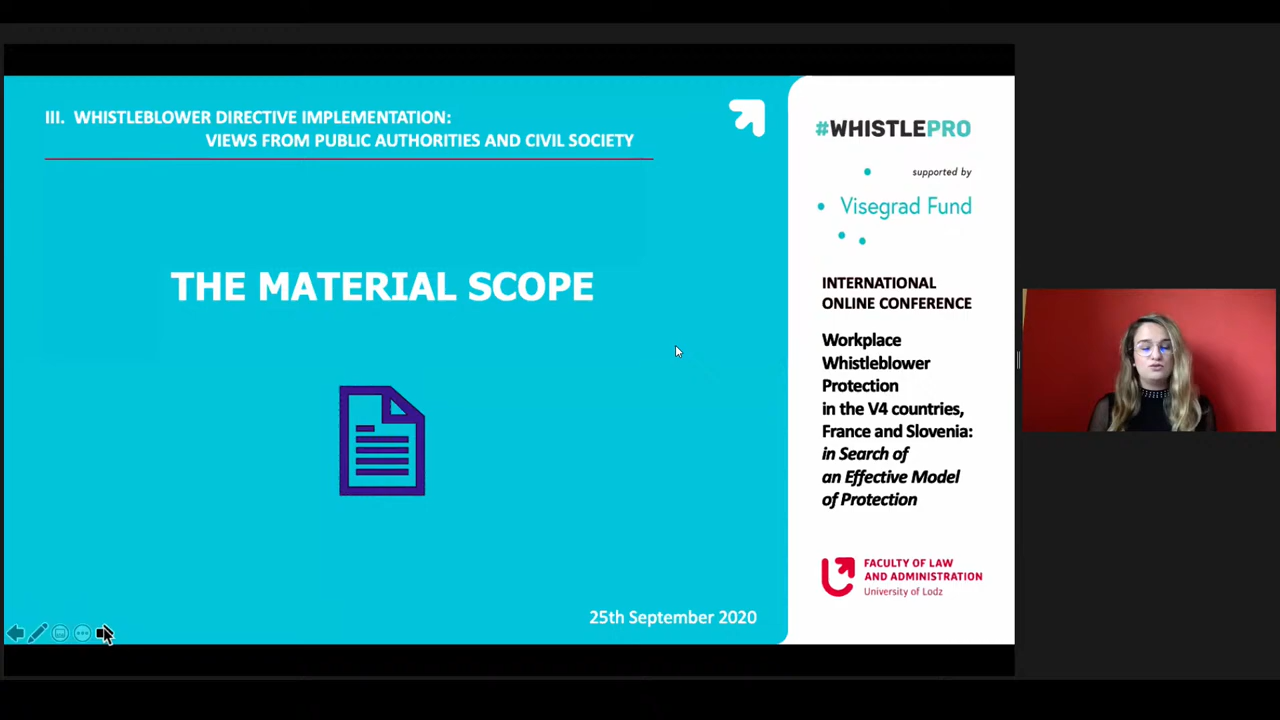 III. WHISTLEBLOWER DIRECTIVE IMPLEMENTATION:
VIEWS FROM PUBLIC AUTHORITIES AND CIVIL SOCIETY
THE MATERIAL SCOPE
25th September 2020
#WHISTLEPRO
supported by
Visegrad Fund
INTERNATIONAL
ONLINE CONFERENCE
Workplace
Whistleblower
Protection
in the V4 countries,
France and Slovenia:
in Search of
an Effective Model
of Protection
FACULTY OF LAW
AND ADMINISTRATION
University of Lodz